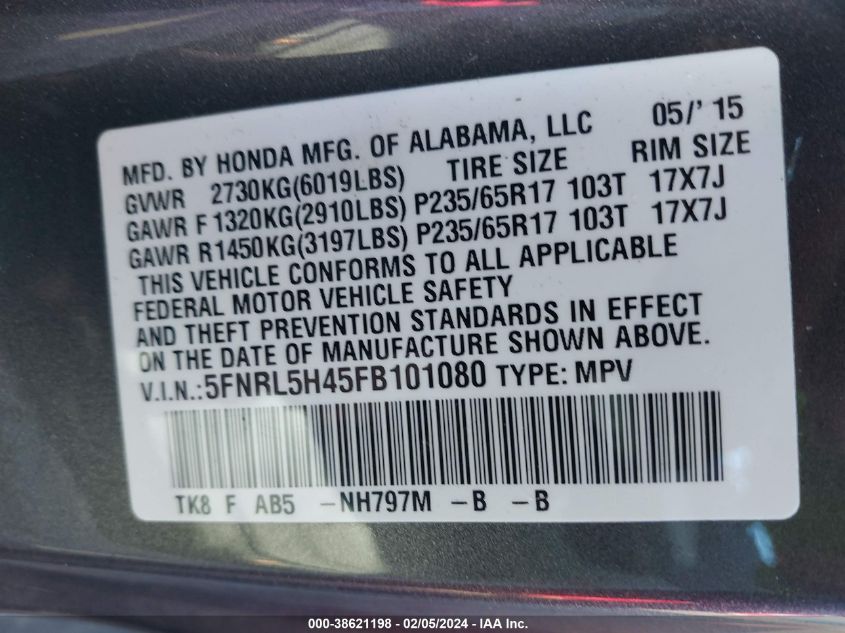 MFD. BY HONDA MFG. OF ALABAMA, LLC 05/' 15
GVWR 2730KG(6019LBS) TIRE SIZE RIM SIZE
GAWR F 1320KG(2910LBS) P235/65R17 103T 17X7J
GAWR R1450KG(3197LBS) P235/65R17 103T 17X7J
THIS VEHICLE CONFORMS TO ALL APPLICABLE
FEDERAL MOTOR VEHICLE SAFETY
AND THEFT PREVENTION STANDARDS IN EFFECT
ON THE DATE OF MANUFACTURE SHOWN ABOVE.
V.I.N.:5FNRL5H45FB101080 TYPE: MPV
TK8 F AB5 -NH797M -B -B
000-38621198 - 02/05/2024 - IAA Inc.